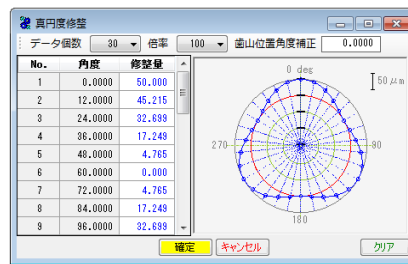 真円度修整
データ個数 30 倍率 100 歯山位置角度補正 0.0000
No. 角度 修整量
1 0.0000 50.000
2 12.0000 45.215
3 24.0000 32.699
4 36.0000 17.249
5 48.0000 4.765
6 60.0000 0.000
7 72.0000 4.765
8 84.0000 17.249
9 96.0000 32.699
0 deg
50μm
270
90
180
確定 キャンセル クリア